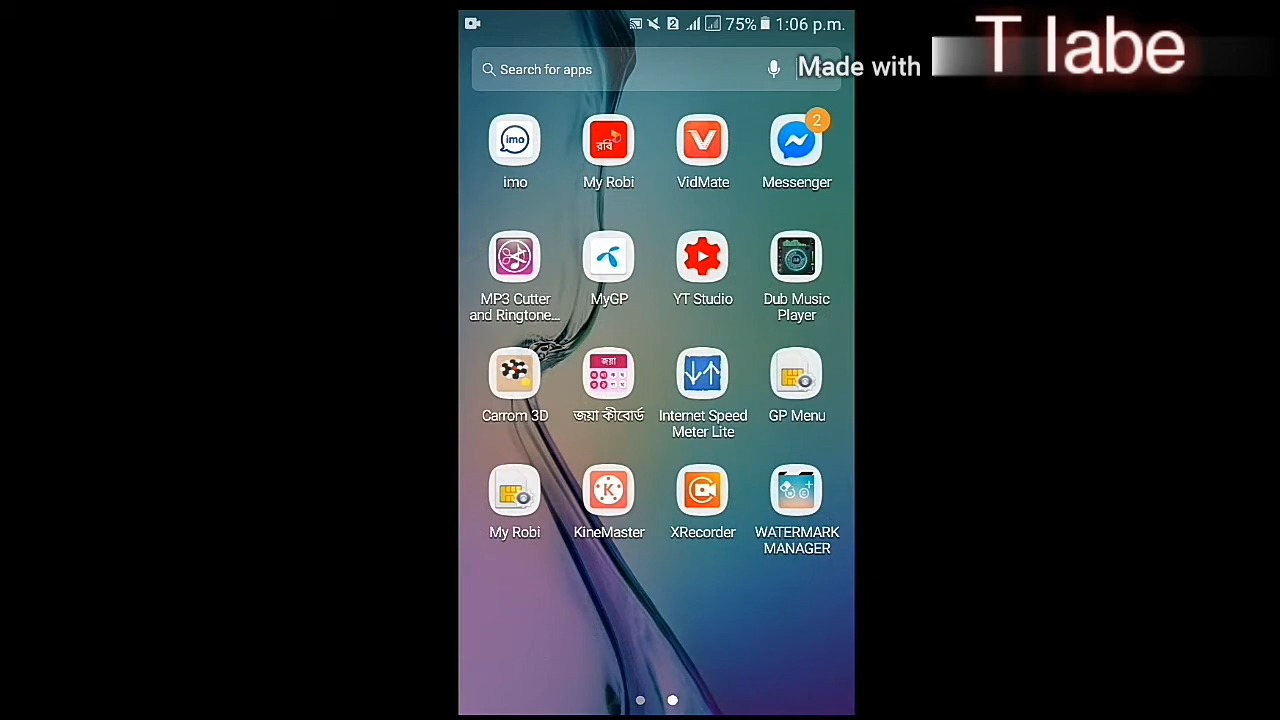 T labe
Made with
75% 1:06 p.m.
Search for apps
2
imo
রবি
imo
My Robi
VidMate
Messenger
MP3 Cutter
and Ringtone...
MyGP
YT Studio
Dub Music
Player
জয়া
Carrom 3D
জয়া কীবোর্ড
Internet Speed
Meter Lite
GP Menu
K
My Robi
KineMaster
XRecorder
WATERMARK
MANAGER